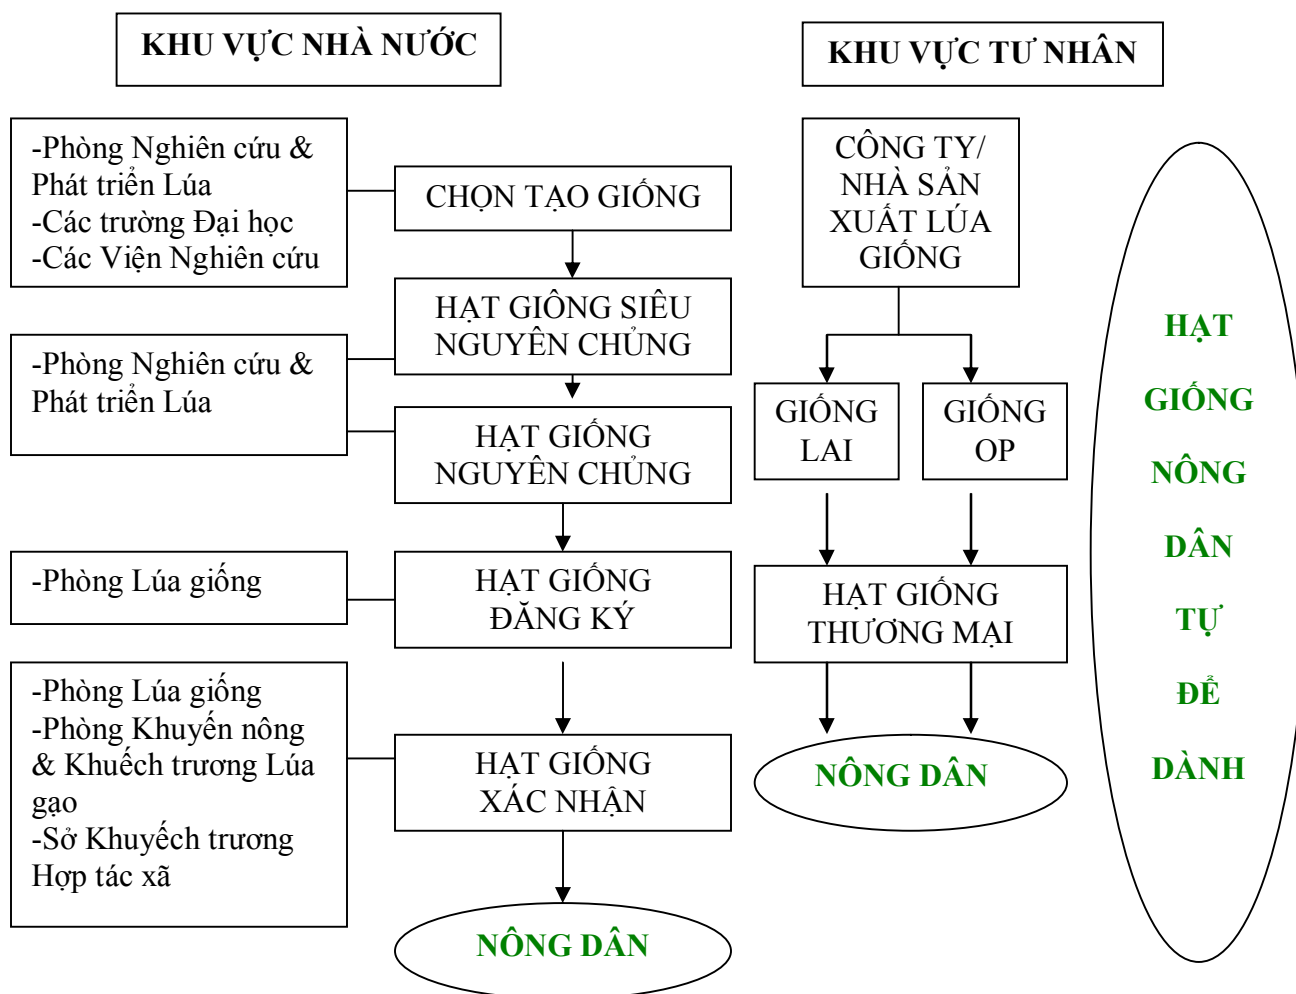 KHU VỰC NHÀ NƯỚC
-Phòng Nghiên cứu &
Phát triển Lúa
-Các trường Đại học
-Các Viện Nghiên cứu
CHỌN TẠO GIỐNG
HẠT GIÔNG SIÊU
NGUYÊN CHỦNG
-Phòng Nghiên cứu &
Phát triển Lúa
HẠT GIỐNG
NGUYÊN CHỦNG
-Phòng Lúa giống
HẠT GIỐNG
ĐĂNG KÝ
-Phòng Lúa giống
-Phòng Khuyến nông
& Khuếch trương Lúa
gạo
-Sở Khuyếch trương
Hợp tác xã
HẠT GIỐNG
XÁC NHẬN
NÔNG DÂN
KHU VỰC TƯ NHÂN
CÔNG TY/
NHÀ SẢN
XUẤT LÚA
GIỐNG
GIỐNG
LAI
GIỐNG
OP
HẠT GIỐNG
THƯƠNG MẠI
NÔNG DÂN
HẠT
GIỐNG
NÔNG
DÂN
TỰ
ĐỂ
DÀNH